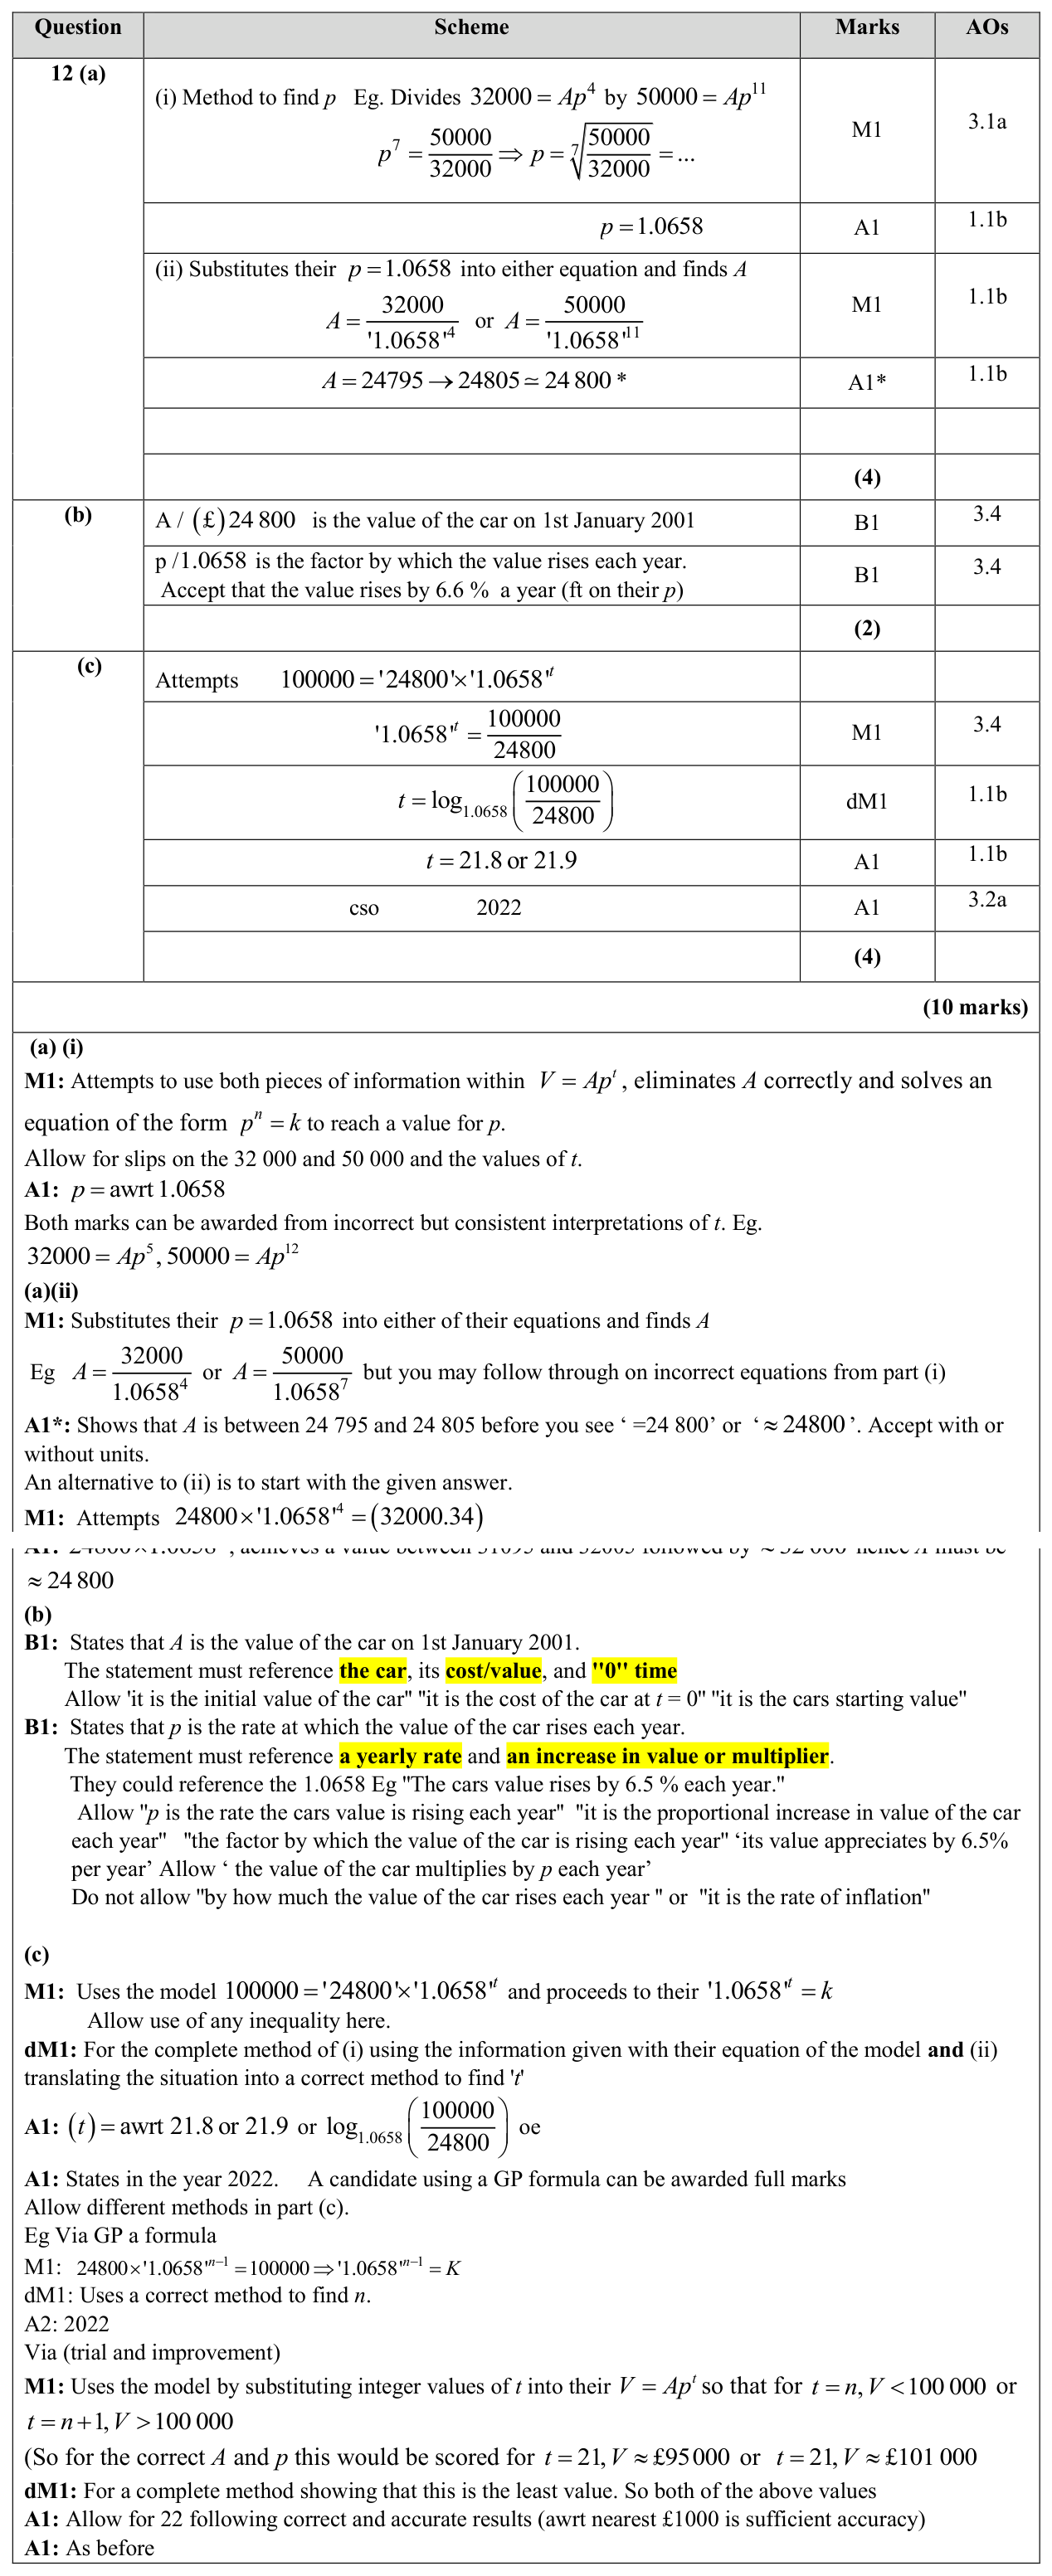 Question Scheme Marks AOs
12 (a) (i) Method to find p Eg. Divides 32000 = Ap⁴ by 50000 = Ap¹¹
p⁷ = 50000/32000 ⇒ p = ⁷√(50000/32000) = ... M1 3.1a
p = 1.0658 A1 1.1b
(ii) Substitutes their p = 1.0658 into either equation and finds A
A = 32000/'1.0658'⁴ or A = 50000/'1.0658'¹¹ M1 1.1b
A = 24795 → 24805 ≃ 24 800 * A1* 1.1b
(4)
(b) A / (£) 24 800 is the value of the car on 1st January 2001 B1 3.4
p /1.0658 is the factor by which the value rises each year.
Accept that the value rises by 6.6 % a year (ft on their p) B1 3.4
(2)
(c) Attempts 100000 = '24800'×'1.0658'ᵗ
'1.0658'ᵗ = 100000/24800 M1 3.4
t = log₁.₀₆₅₈(100000/24800) dM1 1.1b
t = 21.8 or 21.9 A1 1.1b
cso 2022 A1 3.2a
(4)
(10 marks)
(a) (i)
M1: Attempts to use both pieces of information within V = Apᵗ, eliminates A correctly and solves an
equation of the form pⁿ = k to reach a value for p.
Allow for slips on the 32 000 and 50 000 and the values of t.
A1: p = awrt 1.0658
Both marks can be awarded from incorrect but consistent interpretations of t. Eg.
32000 = Ap⁵, 50000 = Ap¹²
(a)(ii)
M1: Substitutes their p = 1.0658 into either of their equations and finds A
Eg A = 32000/1.0658⁴ or A = 50000/1.0658⁷ but you may follow through on incorrect equations from part (i)
A1*: Shows that A is between 24 795 and 24 805 before you see ‘ =24 800’ or ‘≈ 24800’. Accept with or
without units.
An alternative to (ii) is to start with the given answer.
M1: Attempts 24800×'1.0658'⁴ = (32000.34)
≈ 24 800
(b)
B1: States that A is the value of the car on 1st January 2001.
The statement must reference the car, its cost/value, and "0" time
Allow 'it is the initial value of the car" "it is the cost of the car at t = 0" "it is the cars starting value"
B1: States that p is the rate at which the value of the car rises each year.
The statement must reference a yearly rate and an increase in value or multiplier.
They could reference the 1.0658 Eg "The cars value rises by 6.5 % each year."
Allow "p is the rate the cars value is rising each year" "it is the proportional increase in value of the car
each year" "the factor by which the value of the car is rising each year" ‘its value appreciates by 6.5%
per year’ Allow ‘ the value of the car multiplies by p each year’
Do not allow "by how much the value of the car rises each year " or "it is the rate of inflation"
(c)
M1: Uses the model 100000 = '24800'×'1.0658'ᵗ and proceeds to their '1.0658'ᵗ = k
Allow use of any inequality here.
dM1: For the complete method of (i) using the information given with their equation of the model and (ii)
translating the situation into a correct method to find 't'
A1: (t) = awrt 21.8 or 21.9 or log₁.₀₆₅₈(100000/24800) oe
A1: States in the year 2022. A candidate using a GP formula can be awarded full marks
Allow different methods in part (c).
Eg Via GP a formula
M1: 24800×'1.0658'ⁿ⁻¹ = 100000 ⇒ '1.0658'ⁿ⁻¹ = K
dM1: Uses a correct method to find n.
A2: 2022
Via (trial and improvement)
M1: Uses the model by substituting integer values of t into their V = Apᵗ so that for t = n, V < 100 000 or
t = n + 1, V > 100 000
(So for the correct A and p this would be scored for t = 21, V ≈ £95000 or t = 21, V ≈ £101 000
dM1: For a complete method showing that this is the least value. So both of the above values
A1: Allow for 22 following correct and accurate results (awrt nearest £1000 is sufficient accuracy)
A1: As before